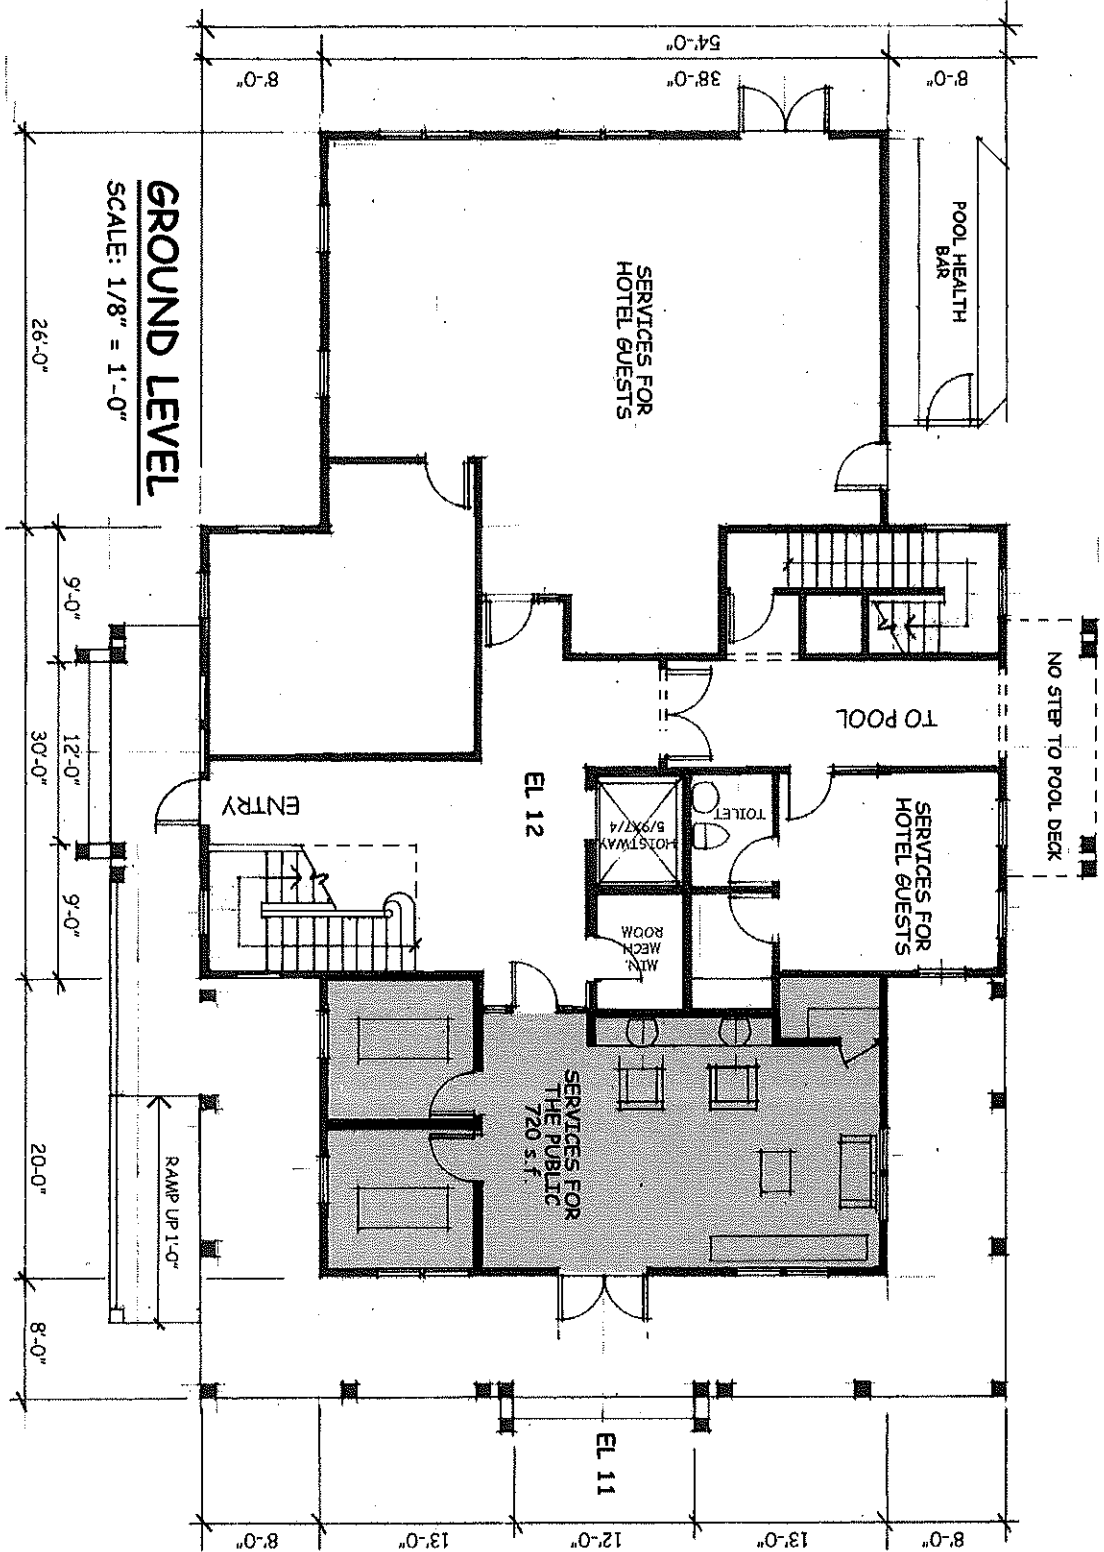 GROUND LEVEL
SCALE: 1/8" = 1'-0"
54'-0"
8'-0"
38'-0"
8'-0"
POOL HEALTH
BAR
SERVICES FOR
HOTEL GUESTS
NO STEP TO POOL DECK
TO POOL
SERVICES FOR
HOTEL GUESTS
TOILET
HOISTWAY
5/9X7/4
MIN.
MECH
ROOM
EL 12
ENTRY
SERVICES FOR
THE PUBLIC
720 s.f.
RAMP UP 1'-0"
EL 11
26'-0"
9'-0"
12'-0"
9'-0"
30'-0"
20'-0"
8'-0"
8'-0"
13'-0"
12'-0"
13'-0"
8'-0"